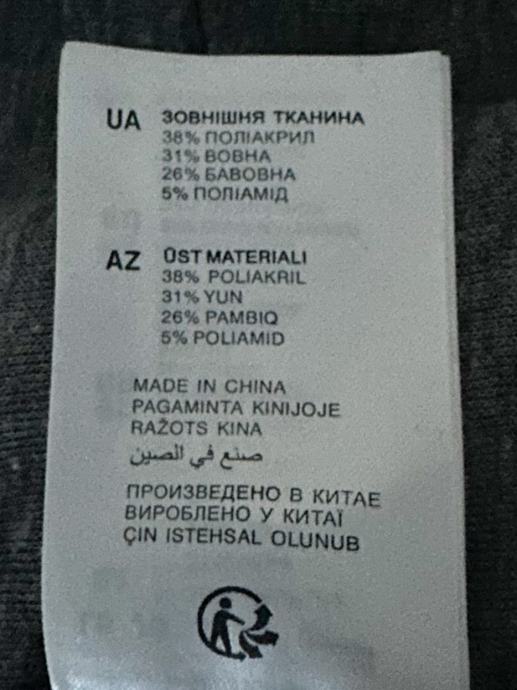 UA ЗОВНІШНЯ ТКАНИНА
38% ПОЛІАКРИЛ
31% ВОВНА
26% БАВОВНА
5% ПОЛІАМІД
AZ ÜST MATERIALI
38% POLIAKRIL
31% YUN
26% PAMBIQ
5% POLIAMID
MADE IN CHINA
PAGAMINTA KINIJOJE
RAŽOTS KINA
صنع في الصين
ПРОИЗВЕДЕНО В КИТАЕ
ВИРОБЛЕНО У КИТАЇ
ÇIN ISTEHSAL OLUNUB